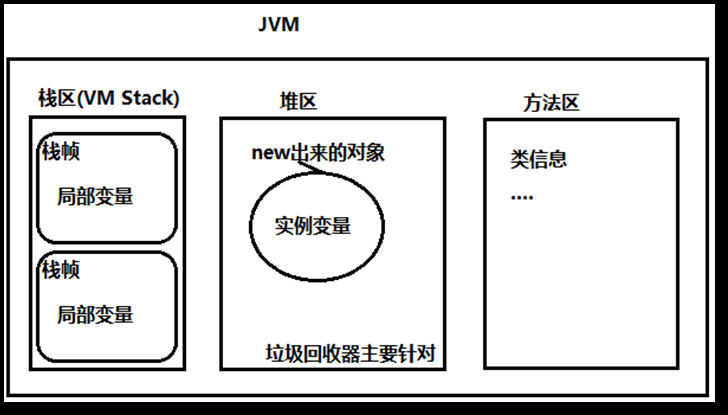 JVM
栈区(VM Stack)
栈帧
局部变量
栈帧
局部变量
堆区
new出来的对象
实例变量
垃圾回收器主要针对
方法区
类信息
....